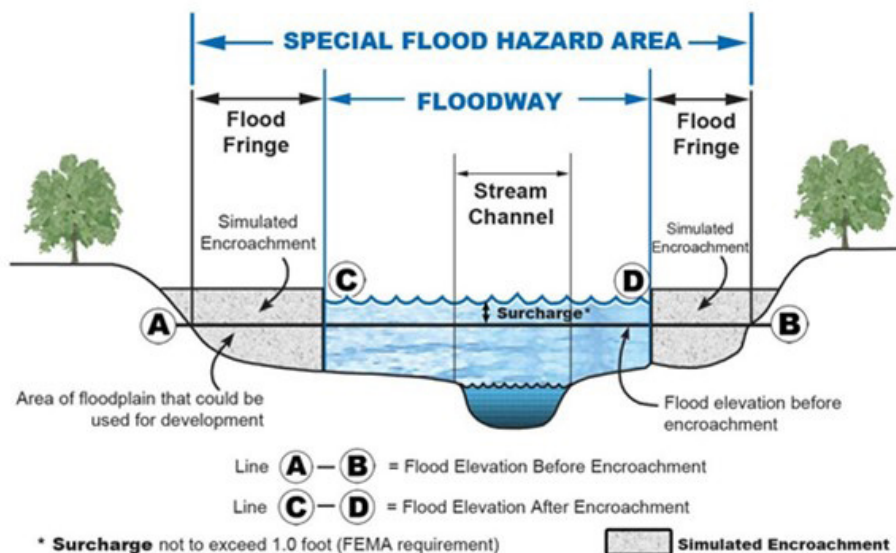 SPECIAL FLOOD HAZARD AREA
FLOODWAY
Flood
Fringe
Flood
Fringe
Stream
Channel
Simulated
Encroachment
Simulated
Encroachment
C
D
Surcharge*
A
B
Area of floodplain that could be
used for development
Flood elevation before
encroachment
Line A – B = Flood Elevation Before Encroachment
Line C – D = Flood Elevation After Encroachment
* Surcharge not to exceed 1.0 foot (FEMA requirement)
Simulated Encroachment